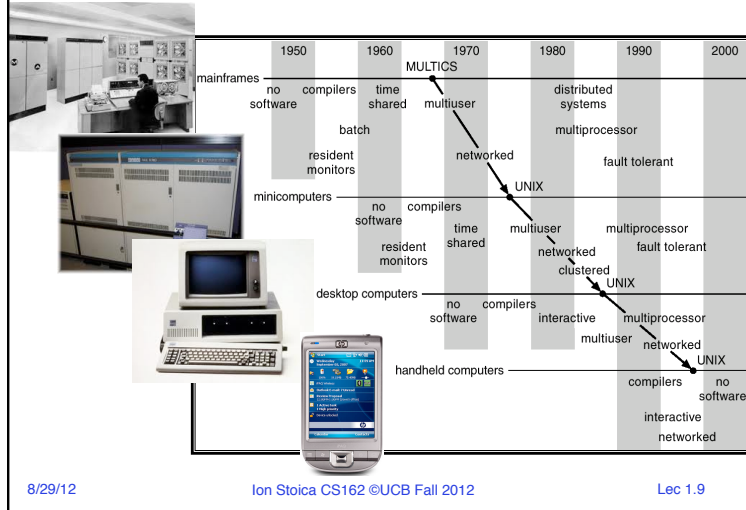 1950 1960 1970 1980 1990 2000
MULTICS
mainframes
no software
compilers
time shared
multiuser
distributed systems
batch
multiprocessor
resident monitors
networked
fault tolerant
UNIX
minicomputers
no software
compilers
time shared
multiuser
multiprocessor
resident monitors
networked
fault tolerant
clustered
UNIX
desktop computers
no software
compilers
interactive
multiprocessor
multiuser
networked
UNIX
handheld computers
compilers
no software
interactive
networked
8/29/12
Ion Stoica CS162 ©UCB Fall 2012
Lec 1.9